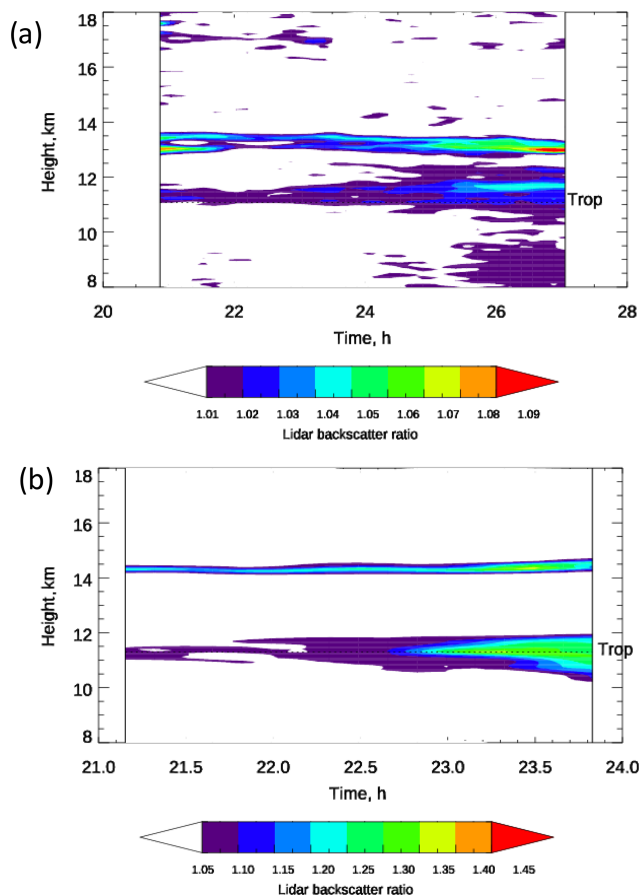 (a)
18
16
14
12
10
8
Height,km
Trop
20 22 24 26 28
Time, h
1.01 1.02 1.03 1.04 1.05 1.06 1.07 1.08 1.09
Lidar backscatter ratio
(b)
18
16
14
12
10
8
Height,km
Trop
21.0 21.5 22.0 22.5 23.0 23.5 24.0
Time, h
1.05 1.10 1.15 1.20 1.25 1.30 1.35 1.40 1.45
Lidar backscatter ratio